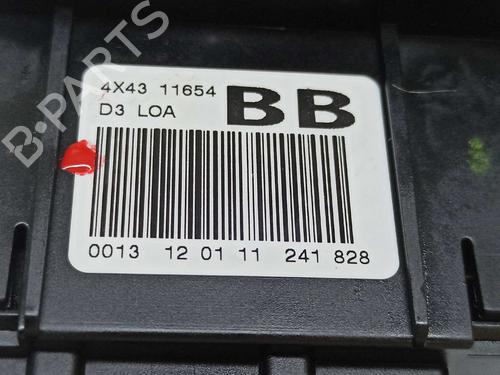 4X43 11654 BB
D3 LOA
0013 12 01 11 241 828
B-PARTS